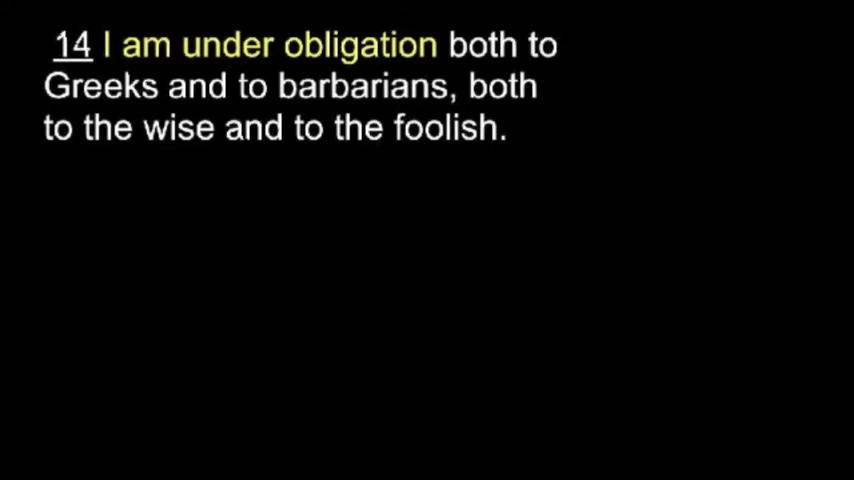 14 I am under obligation both to
Greeks and to barbarians, both
to the wise and to the foolish.